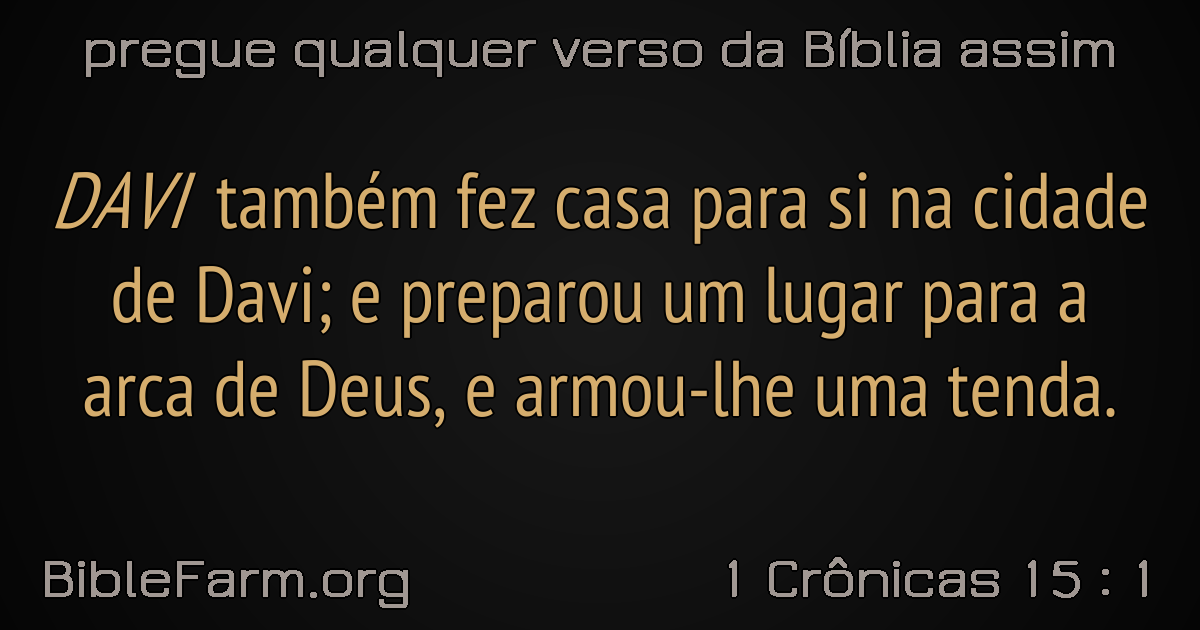 pregue qualquer verso da Bíblia assim
DAVI também fez casa para si na cidade
de Davi; e preparou um lugar para a
arca de Deus, e armou-lhe uma tenda.
BibleFarm.org
1 Crônicas 15 : 1